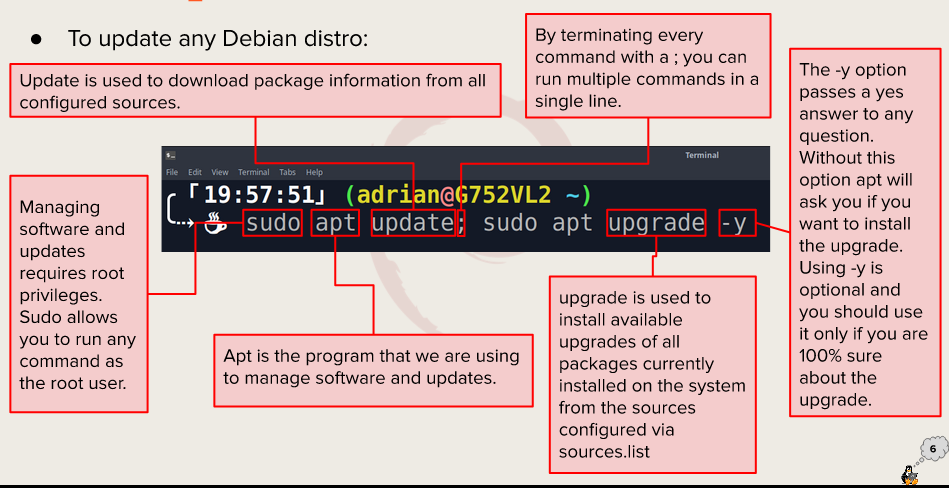 ● To update any Debian distro:
Update is used to download package information from all
configured sources.
By terminating every
command with a ; you can
run multiple commands in a
single line.
The -y option
passes a yes
answer to any
question.
Without this
option apt will
ask you if you
want to install
the upgrade.
Using -y is
optional and
you should use
it only if you are
100% sure
about the
upgrade.
Terminal
File Edit View Terminal Tabs Help
「19:57:51」 (adrian@G752VL2 ~)
sudo apt update; sudo apt upgrade -y
Managing
software and
updates
requires root
privileges.
Sudo allows
you to run any
command as
the root user.
Apt is the program that we are using
to manage software and updates.
upgrade is used to
install available
upgrades of all
packages currently
installed on the system
from the sources
configured via
sources.list
6